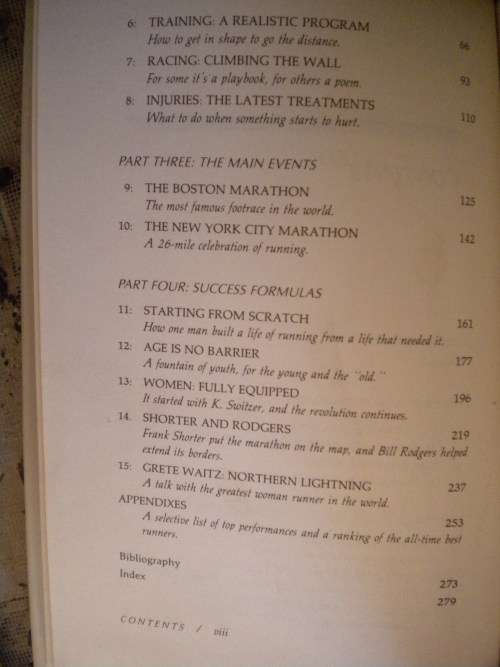 6: TRAINING: A REALISTIC PROGRAM
How to get in shape to go the distance. 66
7: RACING: CLIMBING THE WALL
For some it's a playbook, for others a poem. 93
8: INJURIES: THE LATEST TREATMENTS
What to do when something starts to hurt. 110
PART THREE: THE MAIN EVENTS
9: THE BOSTON MARATHON
The most famous footrace in the world. 125
10: THE NEW YORK CITY MARATHON
A 26-mile celebration of running. 142
PART FOUR: SUCCESS FORMULAS
11: STARTING FROM SCRATCH
How one man built a life of running from a life that needed it. 161
12: AGE IS NO BARRIER
A fountain of youth, for the young and the "old." 177
13: WOMEN: FULLY EQUIPPED
It started with K. Switzer, and the revolution continues. 196
14. SHORTER AND RODGERS
Frank Shorter put the marathon on the map, and Bill Rodgers helped 219
extend its borders.
15: GRETE WAITZ: NORTHERN LIGHTNING
A talk with the greatest woman runner in the world. 237
APPENDIXES
A selective list of top performances and a ranking of the all-time best 253
runners.
Bibliography 273
Index 279
CONTENTS / viii